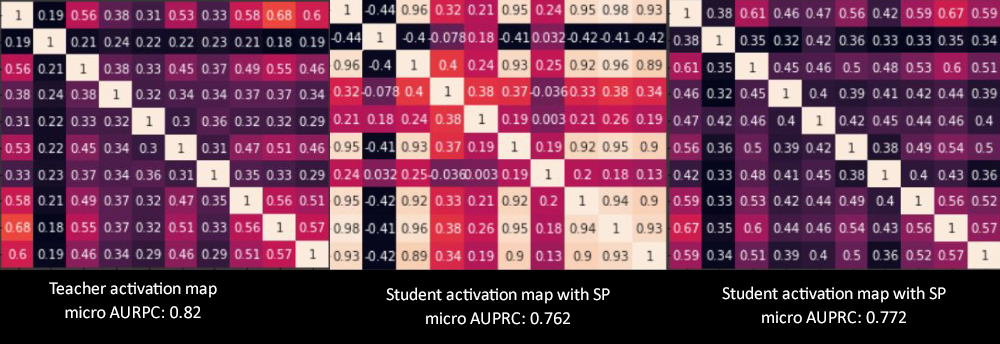 1 0.19 0.56 0.38 0.31 0.53 0.33 0.58 0.68 0.6
0.19 1 0.21 0.24 0.22 0.22 0.23 0.21 0.18 0.19
0.56 0.21 1 0.38 0.33 0.45 0.37 0.49 0.55 0.46
0.38 0.24 0.38 1 0.32 0.34 0.34 0.37 0.37 0.34
0.31 0.22 0.33 0.32 1 0.3 0.36 0.32 0.32 0.29
0.53 0.22 0.45 0.34 0.3 1 0.31 0.47 0.51 0.46
0.33 0.23 0.37 0.34 0.36 0.31 1 0.35 0.33 0.29
0.58 0.21 0.49 0.37 0.32 0.47 0.35 1 0.56 0.51
0.68 0.18 0.55 0.37 0.32 0.51 0.33 0.56 1 0.57
0.6 0.19 0.46 0.34 0.29 0.46 0.29 0.51 0.57 1
Teacher activation map
micro AURPC: 0.82
1 -0.44 0.96 0.32 0.21 0.95 0.24 0.95 0.98 0.93
-0.44 1 -0.4 -0.078 0.18 -0.41 0.032 -0.42 -0.41 -0.42
0.96 -0.4 1 0.4 0.24 0.93 0.25 0.92 0.96 0.89
0.32 -0.078 0.4 1 0.38 0.37 -0.036 0.33 0.38 0.34
0.21 0.18 0.24 0.38 1 0.19 0.003 0.21 0.26 0.19
0.95 -0.41 0.93 0.37 0.19 1 0.19 0.92 0.95 0.9
0.24 0.032 0.25 -0.036 0.003 0.19 1 0.2 0.18 0.13
0.95 -0.42 0.92 0.33 0.21 0.92 0.2 1 0.94 0.9
0.98 -0.41 0.96 0.38 0.26 0.95 0.18 0.94 1 0.93
0.93 -0.42 0.89 0.34 0.19 0.9 0.13 0.9 0.93 1
Student activation map with SP
micro AUPRC: 0.762
1 0.38 0.61 0.46 0.47 0.56 0.42 0.59 0.67 0.59
0.38 1 0.35 0.32 0.42 0.36 0.33 0.33 0.35 0.34
0.61 0.35 1 0.45 0.46 0.5 0.48 0.53 0.6 0.51
0.46 0.32 0.45 1 0.4 0.39 0.41 0.42 0.44 0.39
0.47 0.42 0.46 0.4 1 0.42 0.45 0.44 0.46 0.4
0.56 0.36 0.5 0.39 0.42 1 0.38 0.49 0.54 0.5
0.42 0.33 0.48 0.41 0.45 0.38 1 0.4 0.43 0.36
0.59 0.33 0.53 0.42 0.44 0.49 0.4 1 0.56 0.52
0.67 0.35 0.6 0.44 0.46 0.54 0.43 0.56 1 0.57
0.59 0.34 0.51 0.39 0.4 0.5 0.36 0.52 0.57 1
Student activation map with SP
micro AUPRC: 0.772